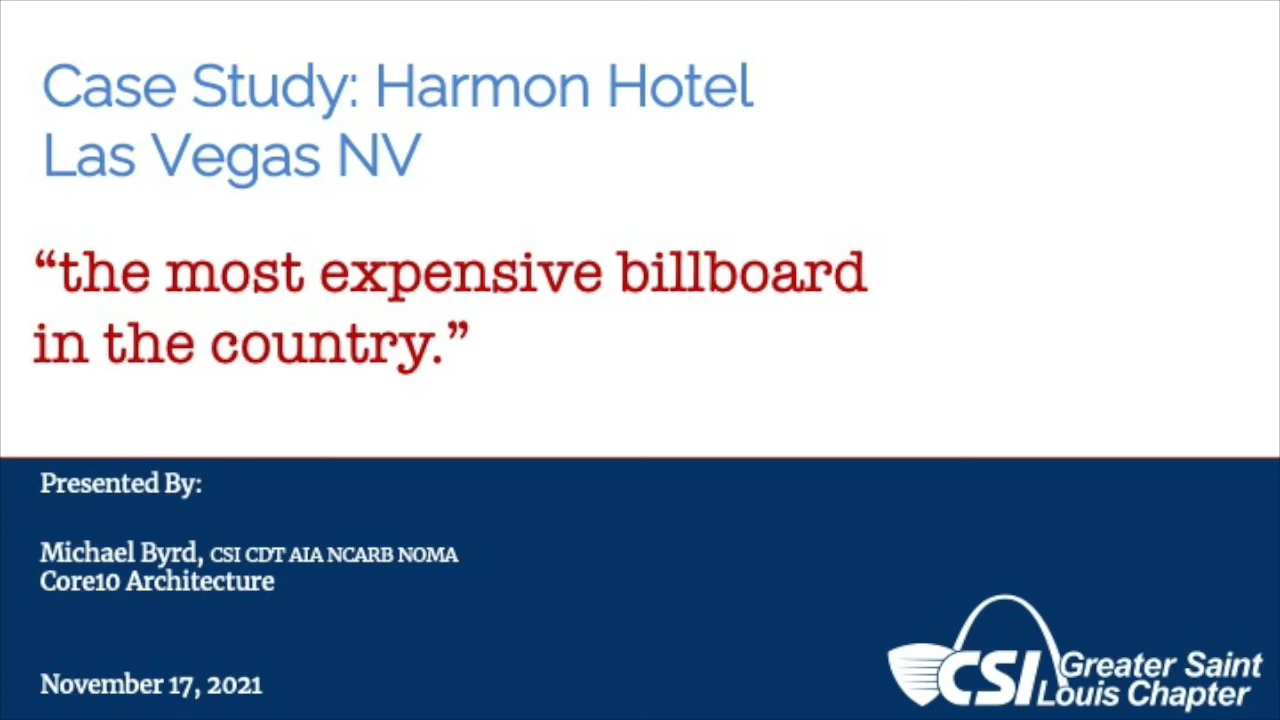 Case Study: Harmon Hotel
Las Vegas NV
“the most expensive billboard
in the country.”
Presented By:
Michael Byrd, CSI CDT AIA NCARB NOMA
Core10 Architecture
November 17, 2021
CSI Greater Saint
Louis Chapter